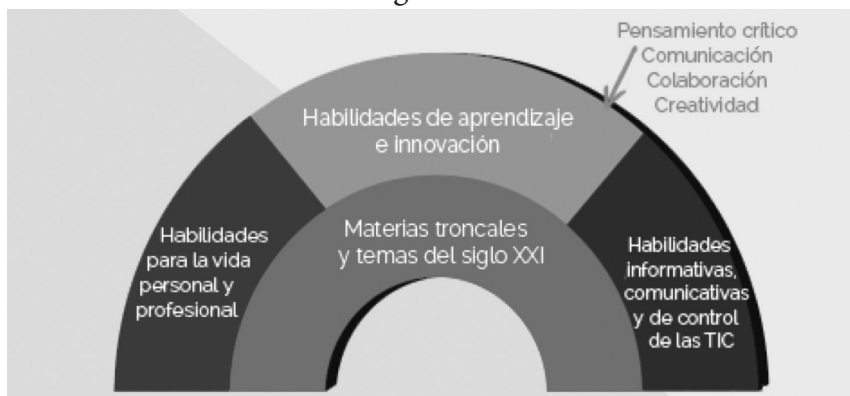 Pensamiento crítico
Comunicación
Colaboración
Creatividad
Habilidades de aprendizaje
e innovación
Materias troncales
y temas del siglo XXI
Habilidades
para la vida
personal y
profesional
Habilidades
informativas,
comunicativas
y de control
de las TIC